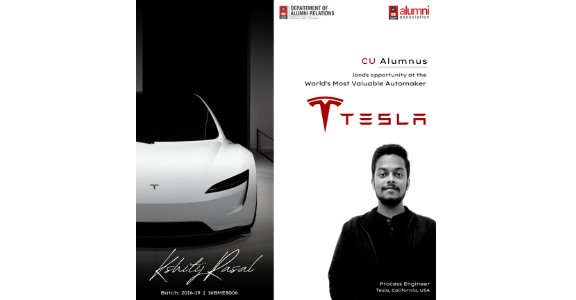 DEPARTMENT OF
ALUMNI RELATIONS
alumni
association
CU Alumnus
lands opportunity at the
World's Most Valuable Automaker
TESLA
Kshitij Rasal
Batch: 2016-19 | 16BME8006
Process Engineer
Tesla, California, USA